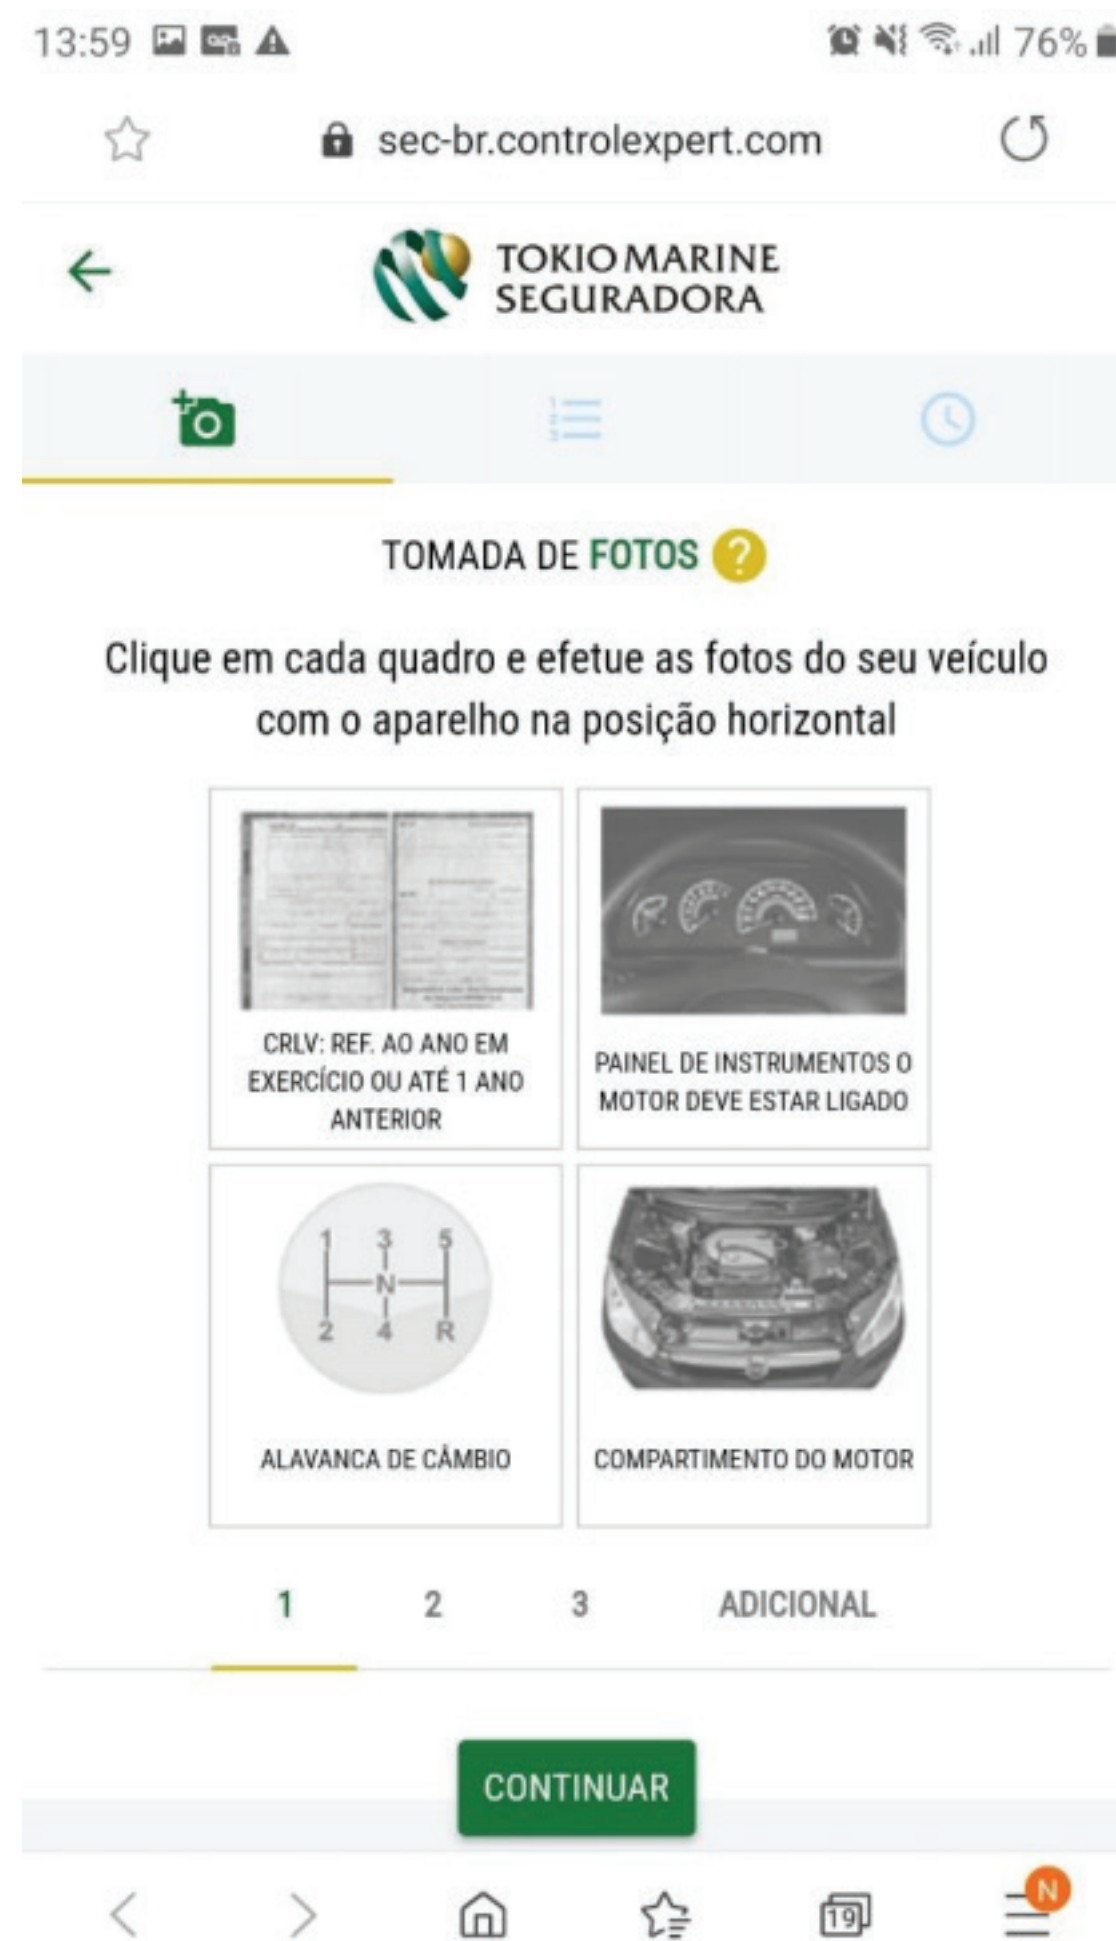 13:59
76%
sec-br.controlexpert.com
TOKIO MARINE
SEGURADORA
TOMADA DE FOTOS ?
Clique em cada quadro e efetue as fotos do seu veículo
com o aparelho na posição horizontal
CRLV: REF. AO ANO EM
EXERCÍCIO OU ATÉ 1 ANO
ANTERIOR
PAINEL DE INSTRUMENTOS O
MOTOR DEVE ESTAR LIGADO
1 3 5
N
2 4 R
ALAVANCA DE CÂMBIO
COMPARTIMENTO DO MOTOR
1 2 3 ADICIONAL
CONTINUAR
19
N